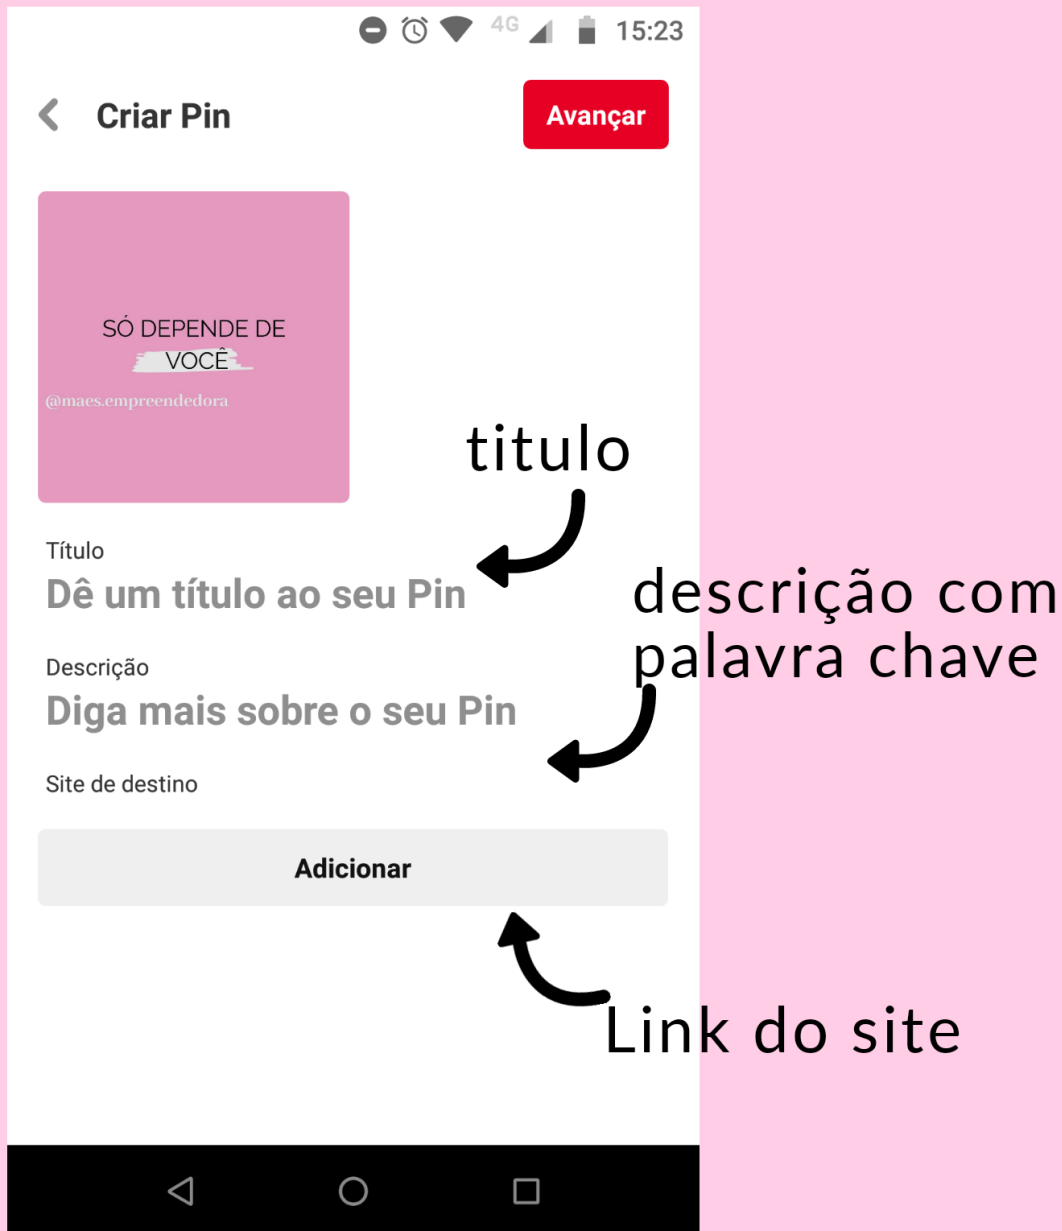 4G 15:23
Criar Pin
Avançar
SÓ DEPENDE DE
VOCÊ
@maes.empreendedora
titulo
Título
Dê um título ao seu Pin
descrição com
palavra chave
Descrição
Diga mais sobre o seu Pin
Site de destino
Adicionar
Link do site